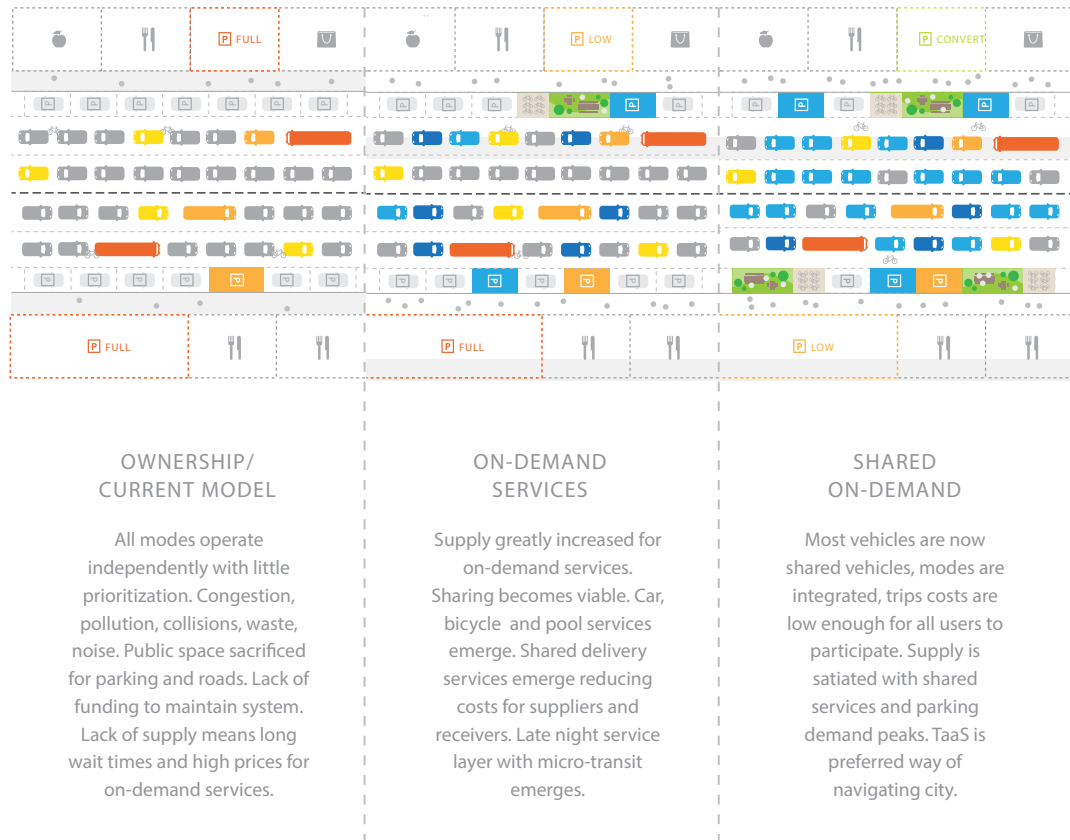 P FULL
P LOW
P CONVERT
P P P P P P P
P P P P P
P P P P P
P P P P P P P
P P P P P P P
P P P
P FULL
P FULL
P LOW
OWNERSHIP/
CURRENT MODEL
All modes operate
independently with little
prioritization. Congestion,
pollution, collisions, waste,
noise. Public space sacrificed
for parking and roads. Lack of
funding to maintain system.
Lack of supply means long
wait times and high prices for
on-demand services.
ON-DEMAND
SERVICES
Supply greatly increased for
on-demand services.
Sharing becomes viable. Car,
bicycle and pool services
emerge. Shared delivery
services emerge reducing
costs for suppliers and
receivers. Late night service
layer with micro-transit
emerges.
SHARED
ON-DEMAND
Most vehicles are now
shared vehicles, modes are
integrated, trips costs are
low enough for all users to
participate. Supply is
satiated with shared
services and parking
demand peaks. TaaS is
preferred way of
navigating city.